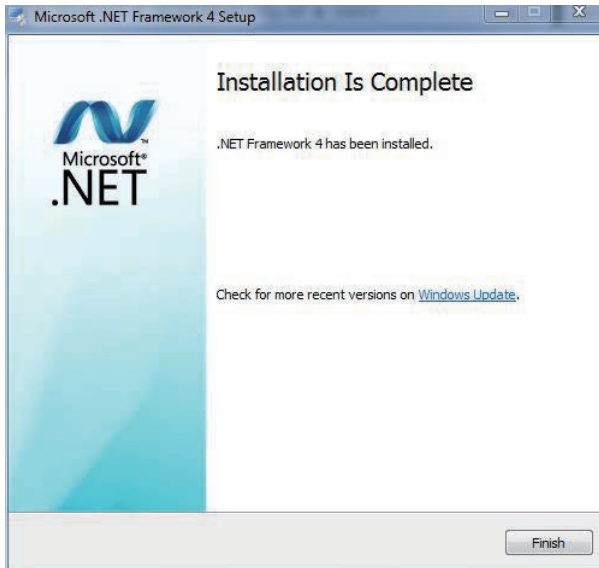 Microsoft .NET Framework 4 Setup
Installation Is Complete
Microsoft®
.NET
™
.NET Framework 4 has been installed.
Check for more recent versions on Windows Update.
Finish